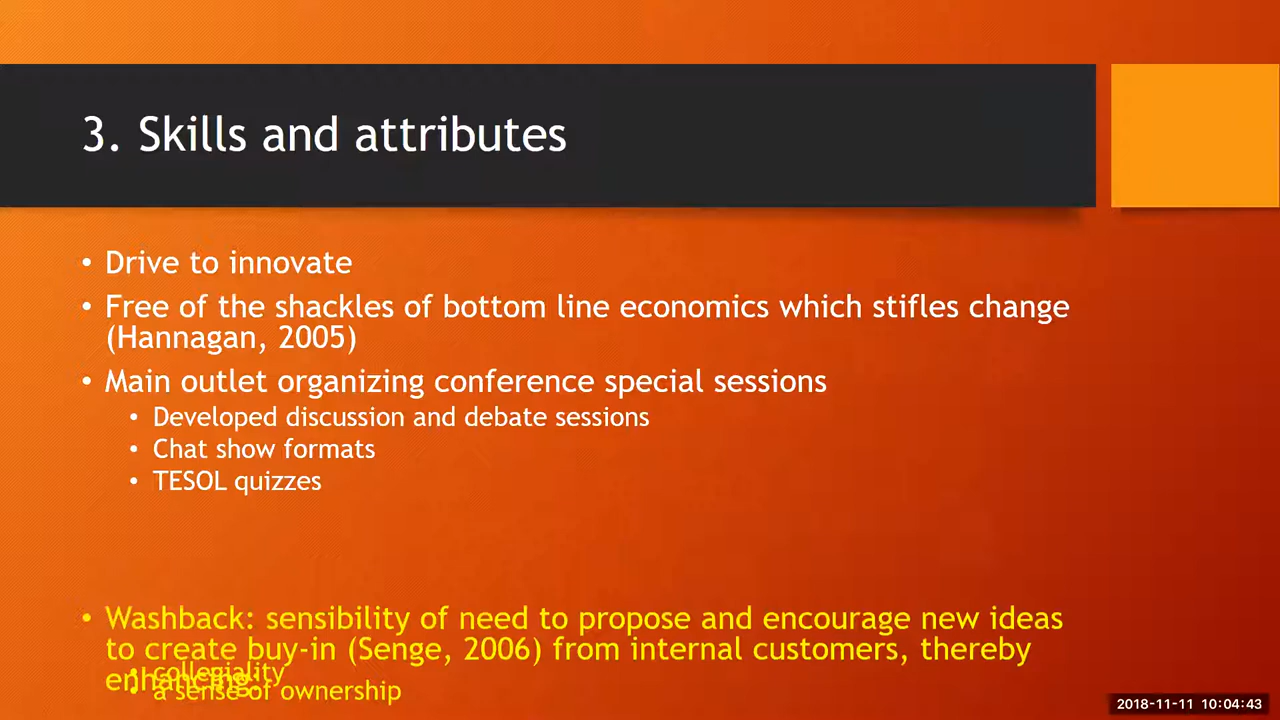 3. Skills and attributes
• Drive to innovate
• Free of the shackles of bottom line economics which stifles change
(Hannagan, 2005)
• Main outlet organizing conference special sessions
• Developed discussion and debate sessions
• Chat show formats
• TESOL quizzes
• Washback: sensibility of need to propose and encourage new ideas
to create buy-in (Senge, 2006) from internal customers, thereby
enhancing:
• collegiality
• a sense of ownership
2018-11-11 10:04:43